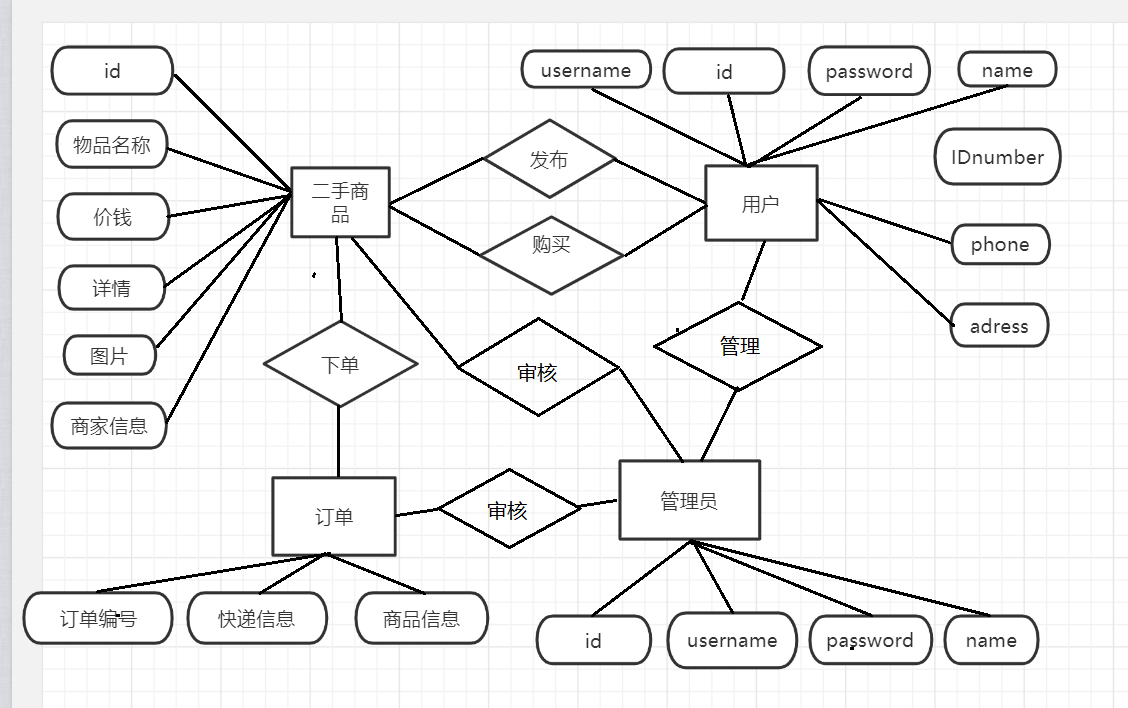 id
username
id
password
name
物品名称
发布
IDnumber
二手商
品
价钱
用户
购买
phone
详情
adress
图片
下单
审核
管理
商家信息
订单
审核
管理员
订单编号
快递信息
商品信息
id
username
password
name